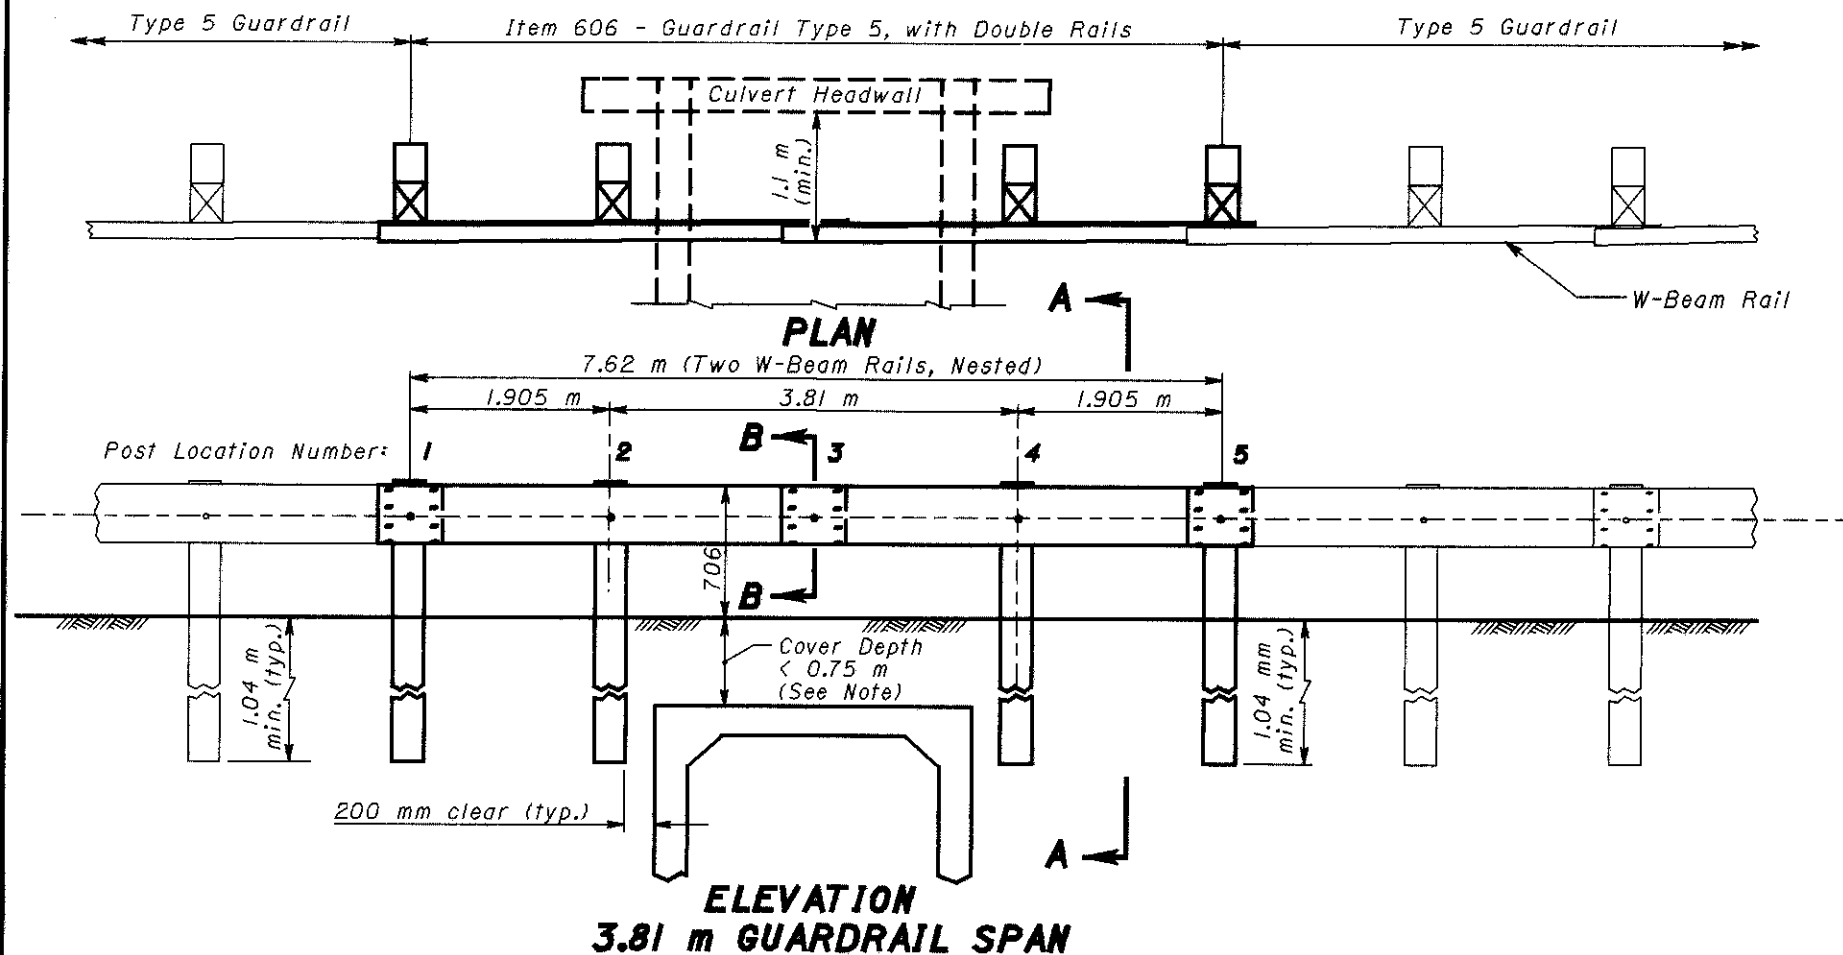 Type 5 Guardrail
Item 606 - Guardrail Type 5, with Double Rails
Type 5 Guardrail
Culvert Headwall
1.1 m
(min.)
W-Beam Rail
A
PLAN
7.62 m (Two W-Beam Rails, Nested)
1.905 m
3.81 m
1.905 m
Post Location Number:
1
2
B
3
4
5
706
B
Cover Depth
< 0.75 m
(See Note)
1.04 m
min. (typ.)
1.04 mm
min. (typ.)
200 mm clear (typ.)
A
ELEVATION
3.81 m GUARDRAIL SPAN